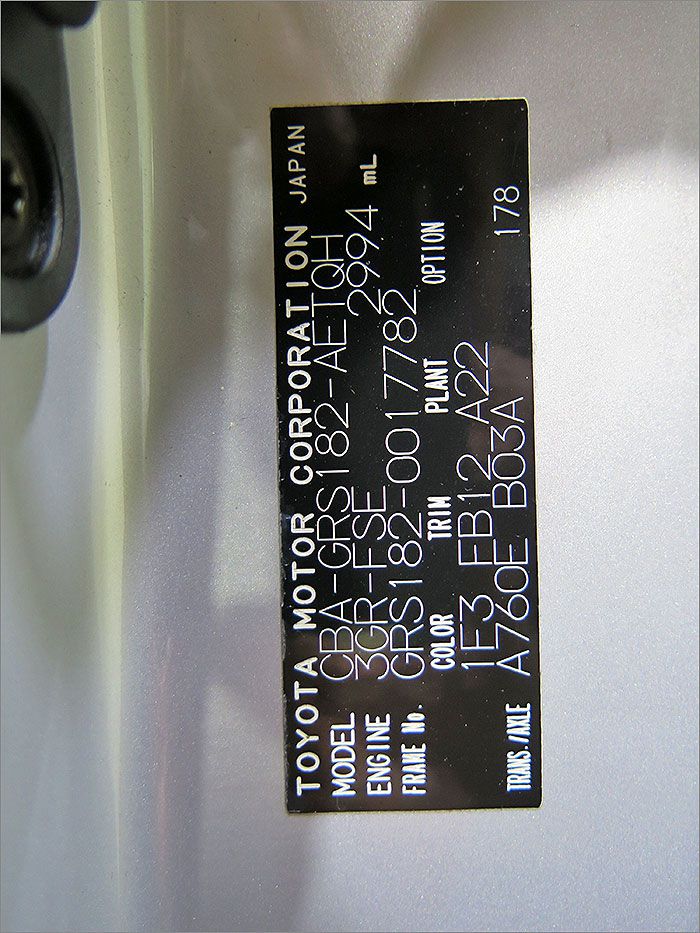 TOYOTA MOTOR CORPORATION JAPAN
MODEL CBA-GRS182-AETQH
ENGINE 3GR-FSE 2994 mL
FRAME No. GRS182-0017782
COLOR TRIM PLANT OPTION
1F3 FB12 A22
TRANS./AXLE A760E B03A 178